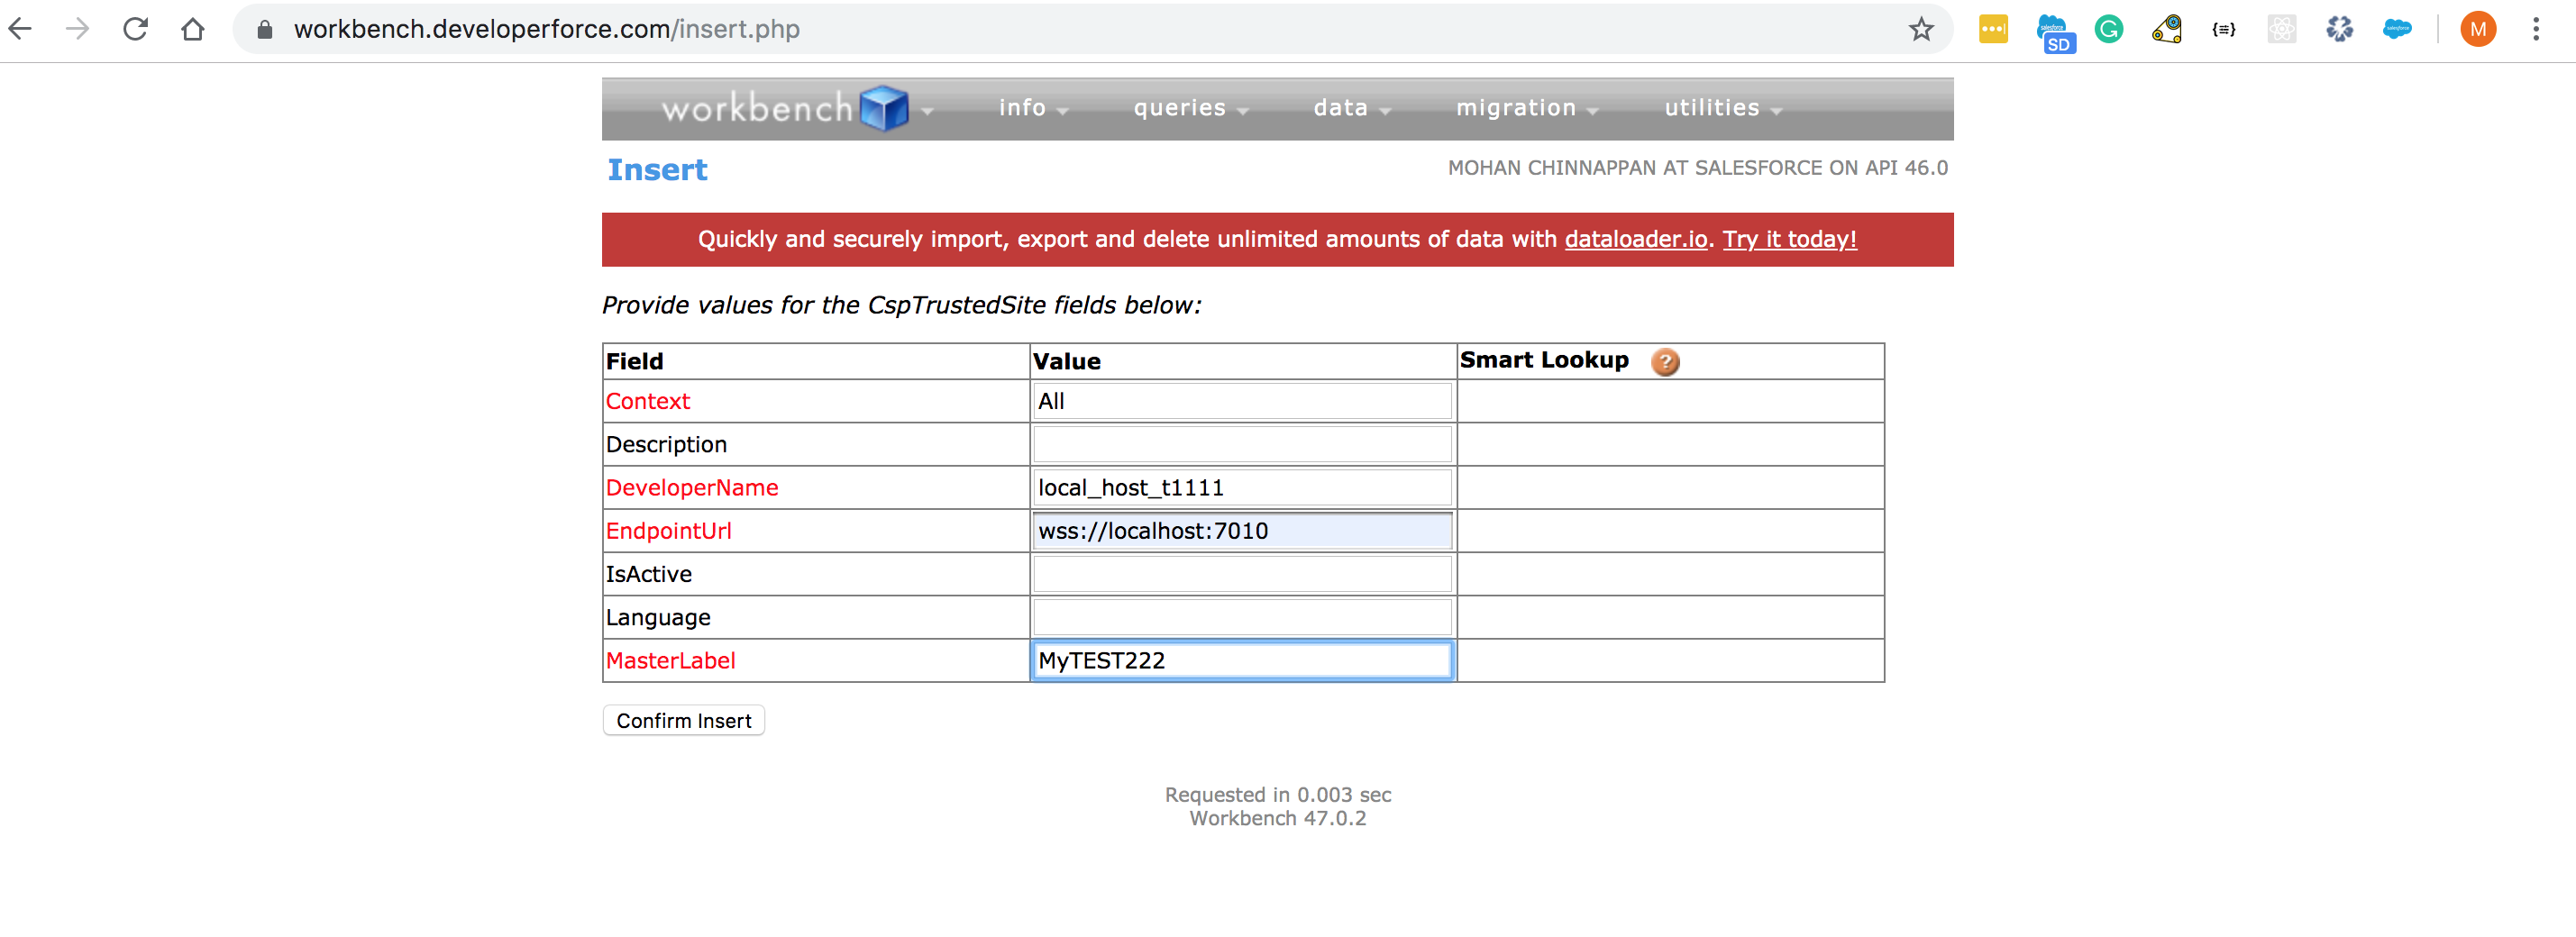 workbench.developerforce.com/insert.php
SD
M
workbench info queries data migration utilities
Insert
MOHAN CHINNAPPAN AT SALESFORCE ON API 46.0
Quickly and securely import, export and delete unlimited amounts of data with dataloader.io. Try it today!
Provide values for the CspTrustedSite fields below:
Field Value Smart Lookup ?
Context All
Description
DeveloperName local_host_t1111
EndpointUrl wss://localhost:7010
IsActive
Language
MasterLabel MyTEST222
Confirm Insert
Requested in 0.003 sec
Workbench 47.0.2